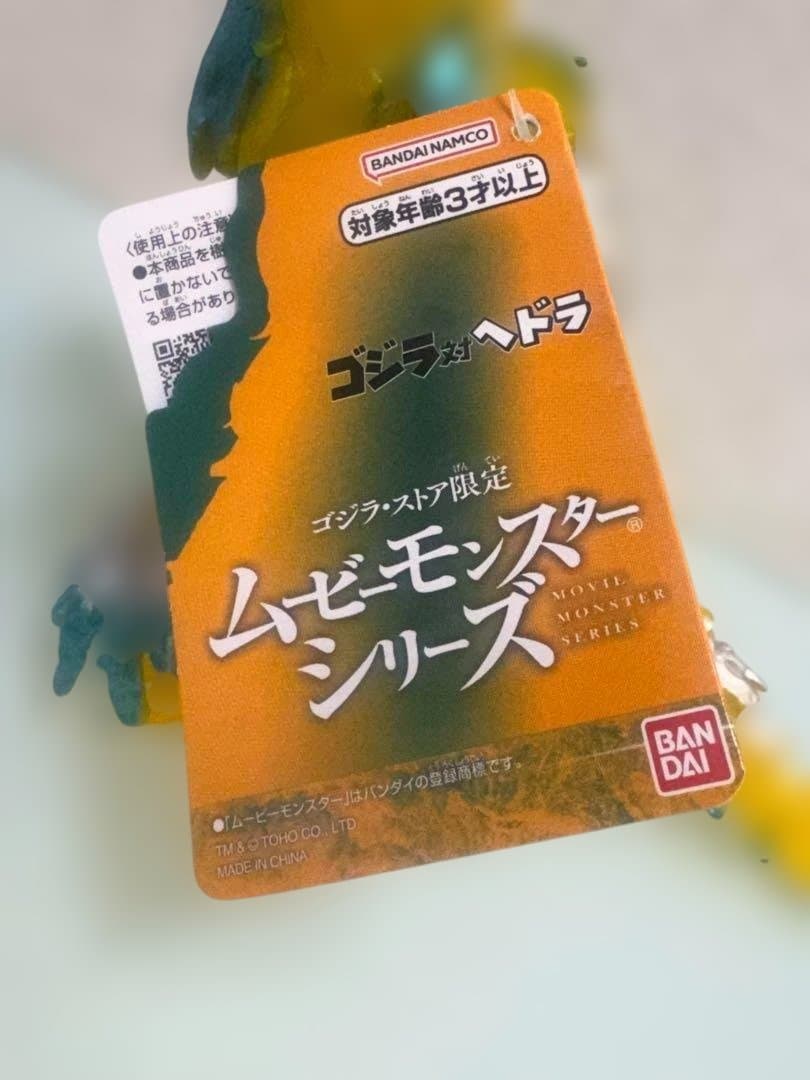 BANDAI NAMCO
対象年齢3才以上
〈使用上の注意
●本商品を樹
に置かないで
る場合があり
ゴジラ対ヘドラ
ゴジラ・ストア限定
ムービーモンスター®
シリーズ
MOVIE
MONSTER
SERIES
BAN
DAI
●「ムービーモンスター」はバンダイの登録商標です。
TM & © TOHO CO., LTD
MADE IN CHINA